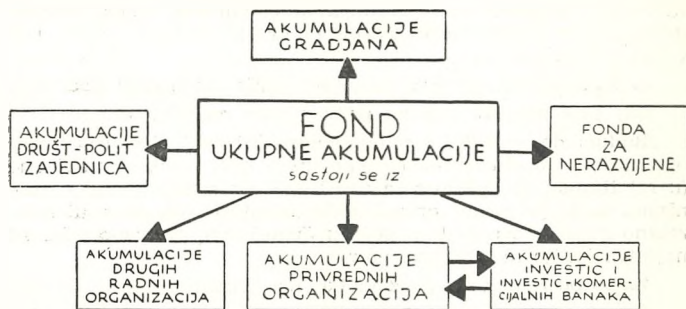 AKUMULACIJE
GRADJANA
AKUMULACIJE
DRUŠT-POLIT
ZAJEDNICA
FOND
UKUPNE AKUMULACIJE
sastoji se iz
FONDA
ZA
NERAZVIJENE
AKUMULACIJE
DRUGIH
RADNIH
ORGANIZACIJA
AKUMULACIJE
PRIVREDNIH
ORGANIZACIJA
AKUMULACIJE
INVESTIC I
INVESTIC-KOMER-
CIJALNIH BANAKA